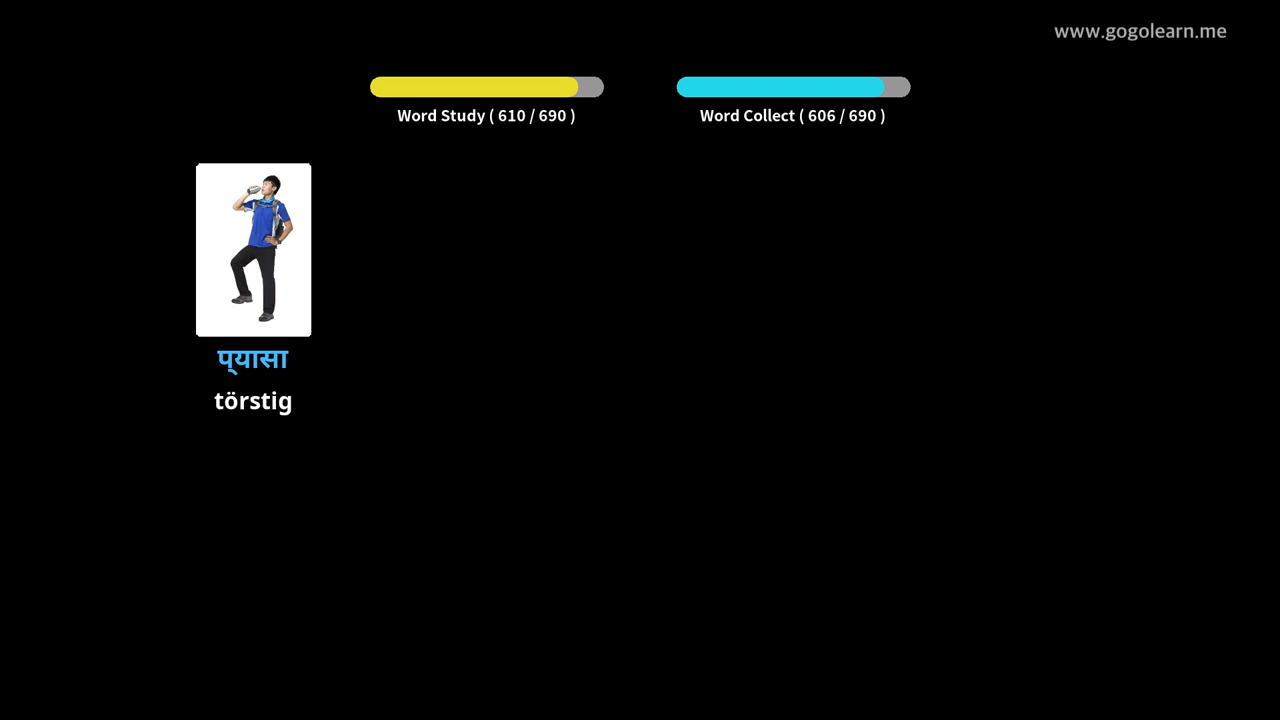 www.gogolearn.me
Word Study ( 610 / 690 )
Word Collect ( 606 / 690 )
प्यासा
törstig